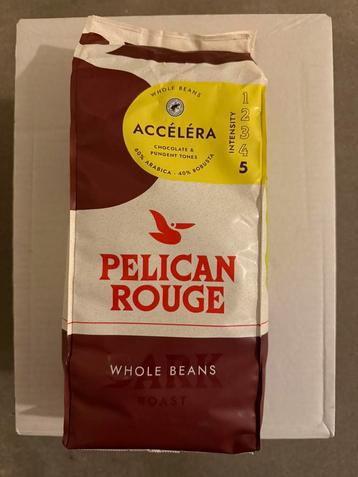 WHOLE BEANS
ACCÉLÉRA
CHOCOLATE &
PUNGENT TONES
60% ARABICA - 40% ROBUSTA
INTENSITY
1
2
3
4
5
PELICAN
ROUGE
WHOLE BEANS
DARK
ROAST